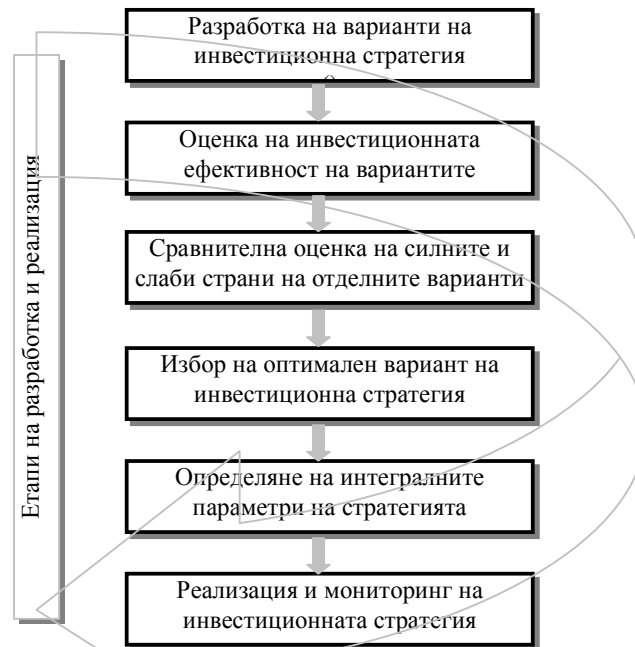 Етапи на разработка и реализация
Разработка на варианти на
инвестиционна стратегия
()
Оценка на инвестиционната
ефективност на вариантите
Сравнителна оценка на силните и
слаби страни на отделните варианти
Избор на оптимален вариант на
инвестиционна стратегия
Определяне на интегралните
параметри на стратегията
Реализация и мониторинг на
инвестиционната стратегия